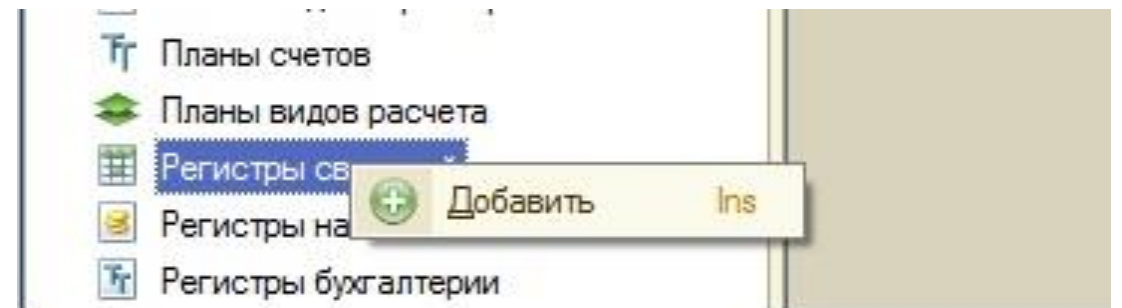 Планы счетов
Планы видов расчета
Регистры св
Добавить Ins
Регистры на
Регистры бухгалтерии